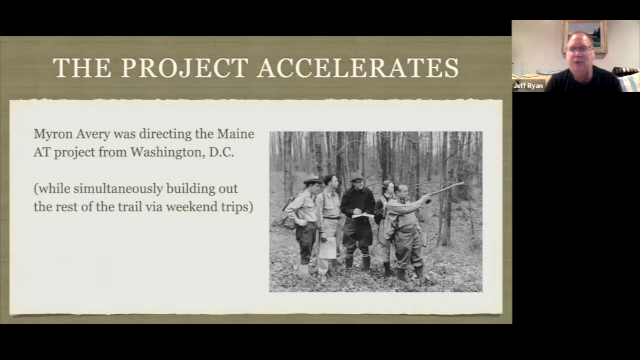 THE PROJECT ACCELERATES
Myron Avery was directing the Maine
AT project from Washington, D.C.
(while simultaneously building out
the rest of the trail via weekend trips)
Jeff Ryan